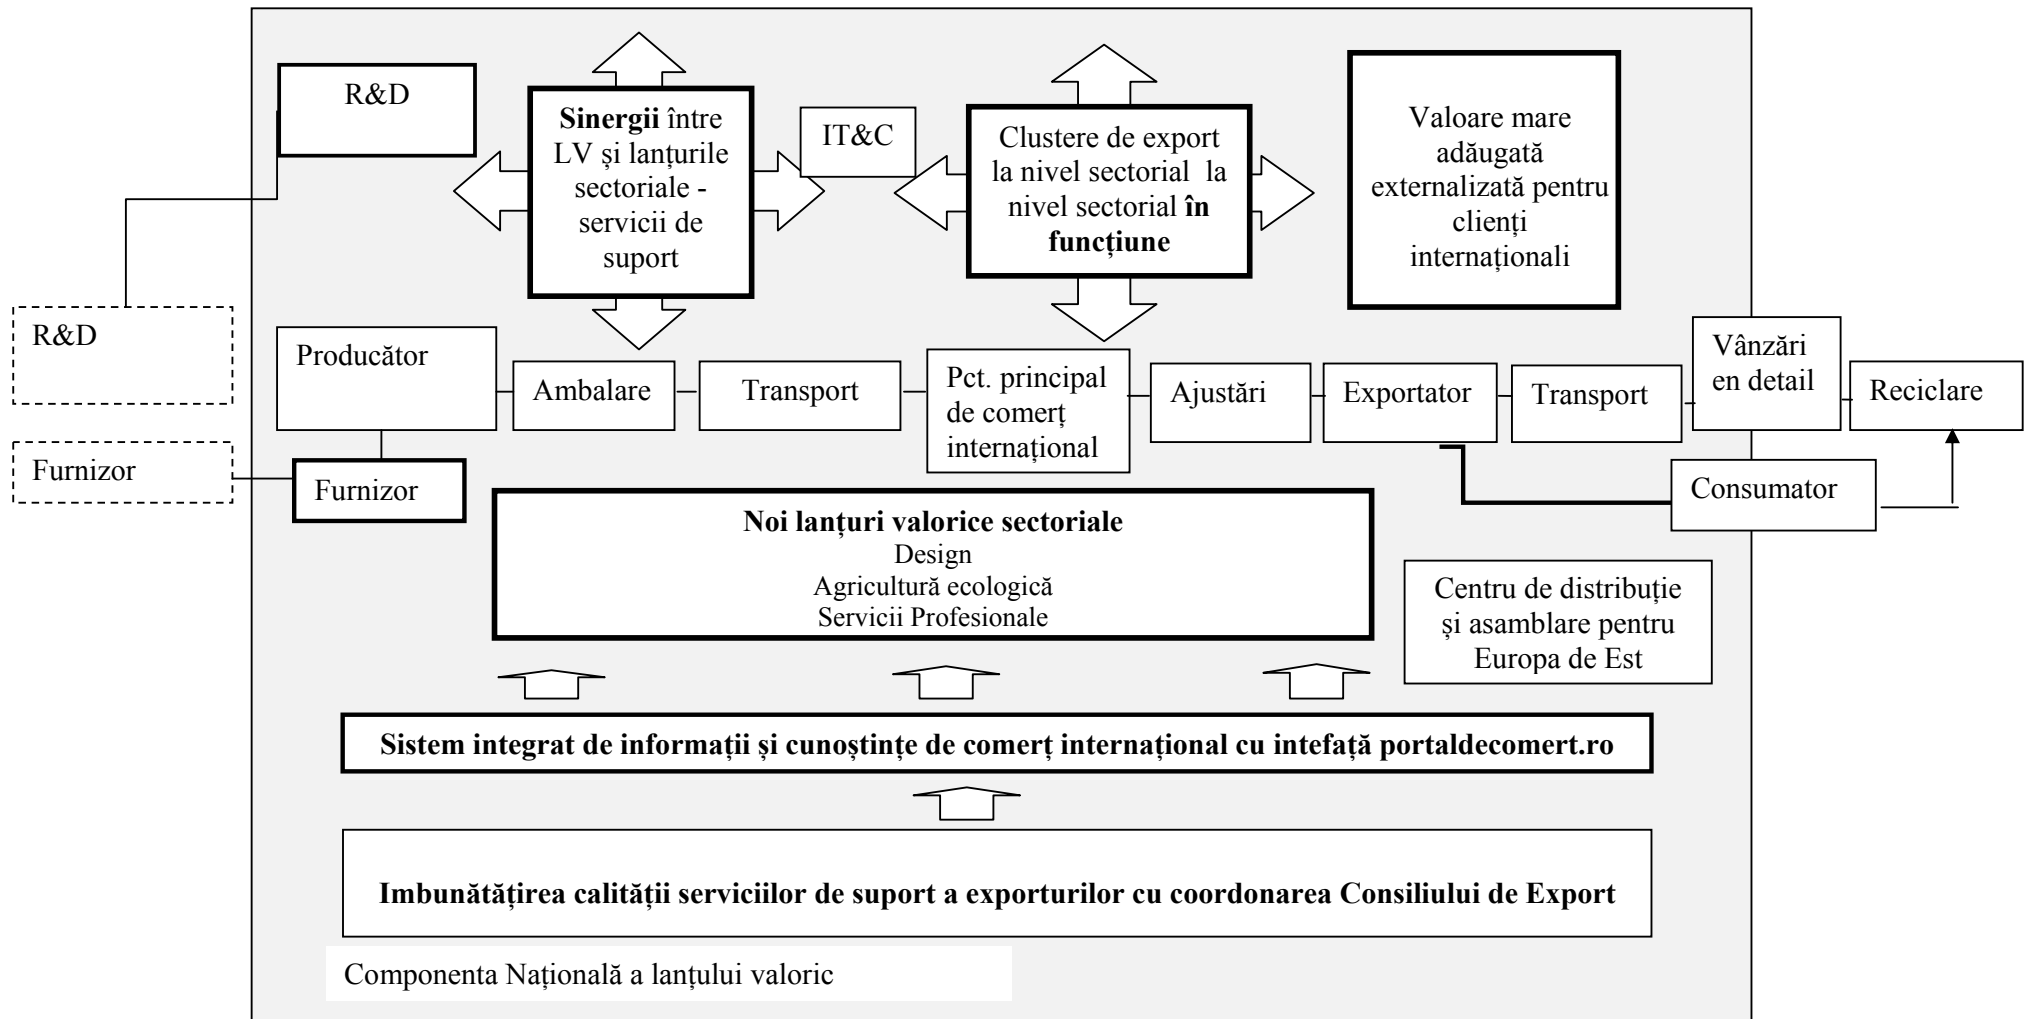 R&D
Sinergii între
LV și lanțurile
sectoriale -
servicii de
suport
IT&C
Clustere de export
la nivel sectorial la
nivel sectorial în
funcțiune
Valoare mare
adăugată
externalizată pentru
clienți
internaționali
R&D
Producător
Ambalare
Transport
Pct. principal
de comerț
internațional
Ajustări
Exportator
Transport
Vânzări
en detail
Reciclare
Furnizor
Furnizor
Consumator
Noi lanțuri valorice sectoriale
Design
Agricultură ecologică
Servicii Profesionale
Centru de distribuție
și asamblare pentru
Europa de Est
Sistem integrat de informații și cunoștințe de comerț internațional cu intefață portaldecomert.ro
Imbunătățirea calității serviciilor de suport a exporturilor cu coordonarea Consiliului de Export
Componenta Națională a lanțului valoric